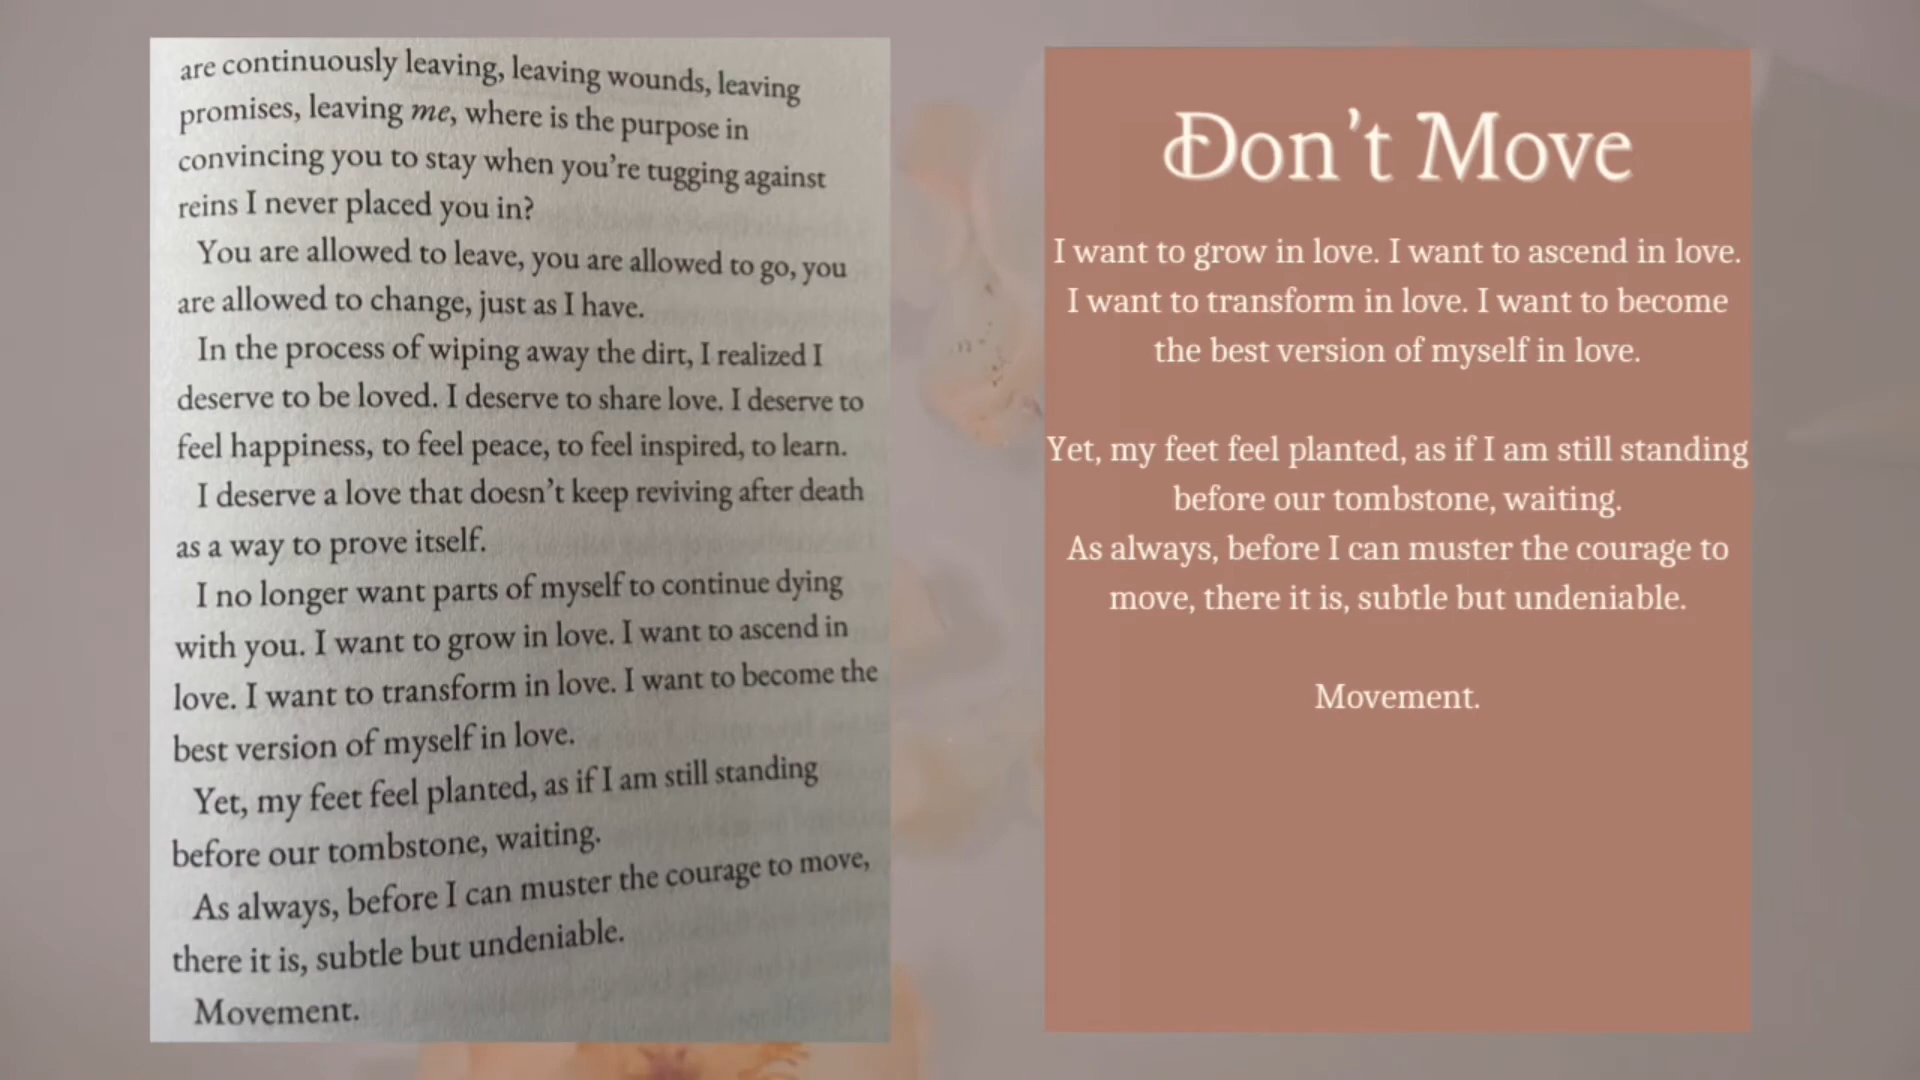 are continuously leaving, leaving wounds, leaving
promises, leaving me, where is the purpose in
convincing you to stay when you're tugging against
reins I never placed you in?
You are allowed to leave, you are allowed to go, you
are allowed to change, just as I have.
In the process of wiping away the dirt, I realized I
deserve to be loved. I deserve to share love. I deserve to
feel happiness, to feel peace, to feel inspired, to learn.
I deserve a love that doesn't keep reviving after death
as a way to prove itself.
I no longer want parts of myself to continue dying
with you. I want to grow in love. I want to ascend in
love. I want to transform in love. I want to become the
best version of myself in love.
Yet, my feet feel planted, as if I am still standing
before our tombstone, waiting.
As always, before I can muster the courage to move,
there it is, subtle but undeniable.
Movement.
Don't Move
I want to grow in love. I want to ascend in love.
I want to transform in love. I want to become
the best version of myself in love.
Yet, my feet feel planted, as if I am still standing
before our tombstone, waiting.
As always, before I can muster the courage to
move, there it is, subtle but undeniable.
Movement.